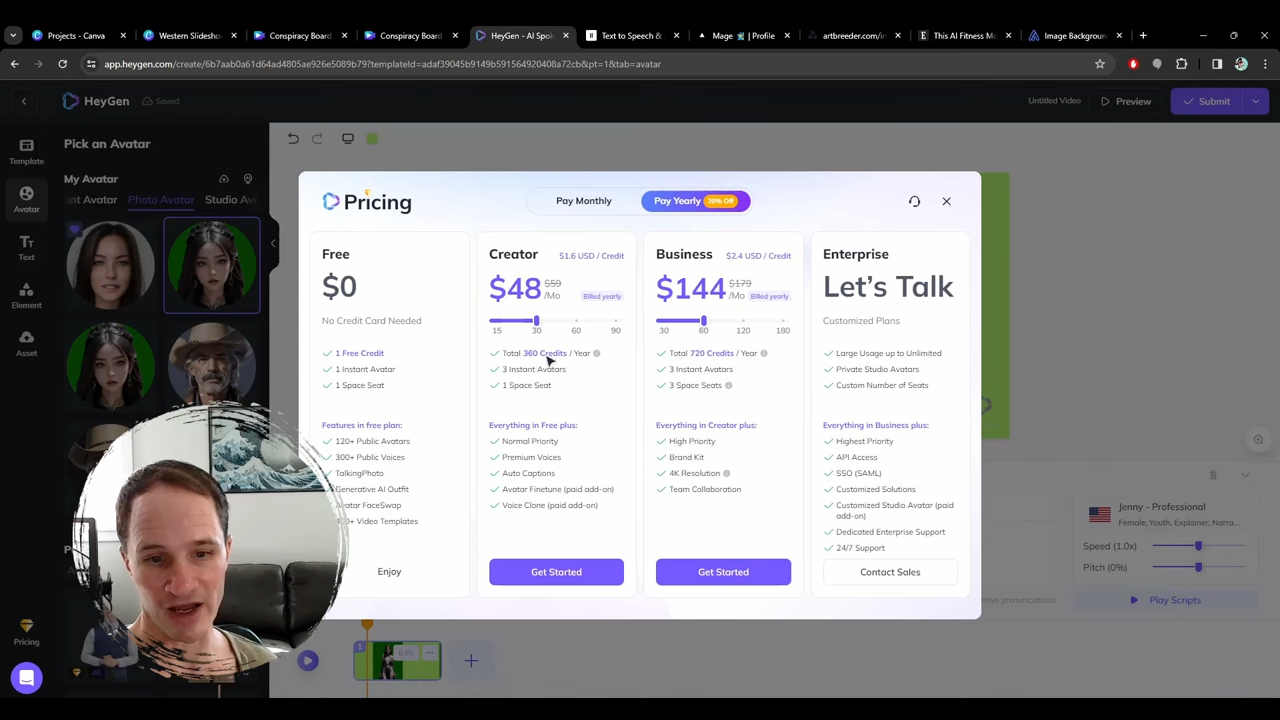 Projects - Canva
Western Slidesho
Conspiracy Board
Conspiracy Board
HeyGen - AI Spo
Text to Speech &
Mage | Profile
artbreeder.com/in
This AI Fitness M
Image Backgroun
app.heygen.com/create/6b7aab0a61d64ad4805ae926e5089b79?templateId=adaf39045b9149b591564920408a72cb&pt=1&tab=avatar
HeyGen
Saved
Untitled Video
Preview
Submit
Template
Avatar
Text
Element
Asset
Pricing
Pick an Avatar
My Avatar
nt Avatar
Photo Avatar
Studio Av
Pricing
Pay Monthly
Pay Yearly
20% Off
Free
$0
No Credit Card Needed
1 Free Credit
1 Instant Avatar
1 Space Seat
Features in free plan:
120+ Public Avatars
300+ Public Voices
TalkingPhoto
Generative AI Outfit
Avatar FaceSwap
+ Video Templates
Enjoy
Creator
$1.6 USD / Credit
$48
$59
/Mo
Billed yearly
15
30
60
90
Total 360 Credits / Year
3 Instant Avatars
1 Space Seat
Everything in Free plus:
Normal Priority
Premium Voices
Auto Captions
Avatar Finetune (paid add-on)
Voice Clone (paid add-on)
Get Started
Business
$2.4 USD / Credit
$144
$179
/Mo
Billed yearly
30
60
120
180
Total 720 Credits / Year
3 Instant Avatars
3 Space Seats
Everything in Creator plus:
High Priority
Brand Kit
4K Resolution
Team Collaboration
Get Started
Enterprise
Let's Talk
Customized Plans
Large Usage up to Unlimited
Private Studio Avatars
Custom Number of Seats
Everything in Business plus:
Highest Priority
API Access
SSO (SAML)
Customized Solutions
Customized Studio Avatar (paid
add-on)
Dedicated Enterprise Support
24/7 Support
Contact Sales
Jenny - Professional
Female, Youth, Explainer, Narra...
Speed (1.0x)
Pitch (0%)
rove pronunciations
Play Scripts
4K
1
6.6s